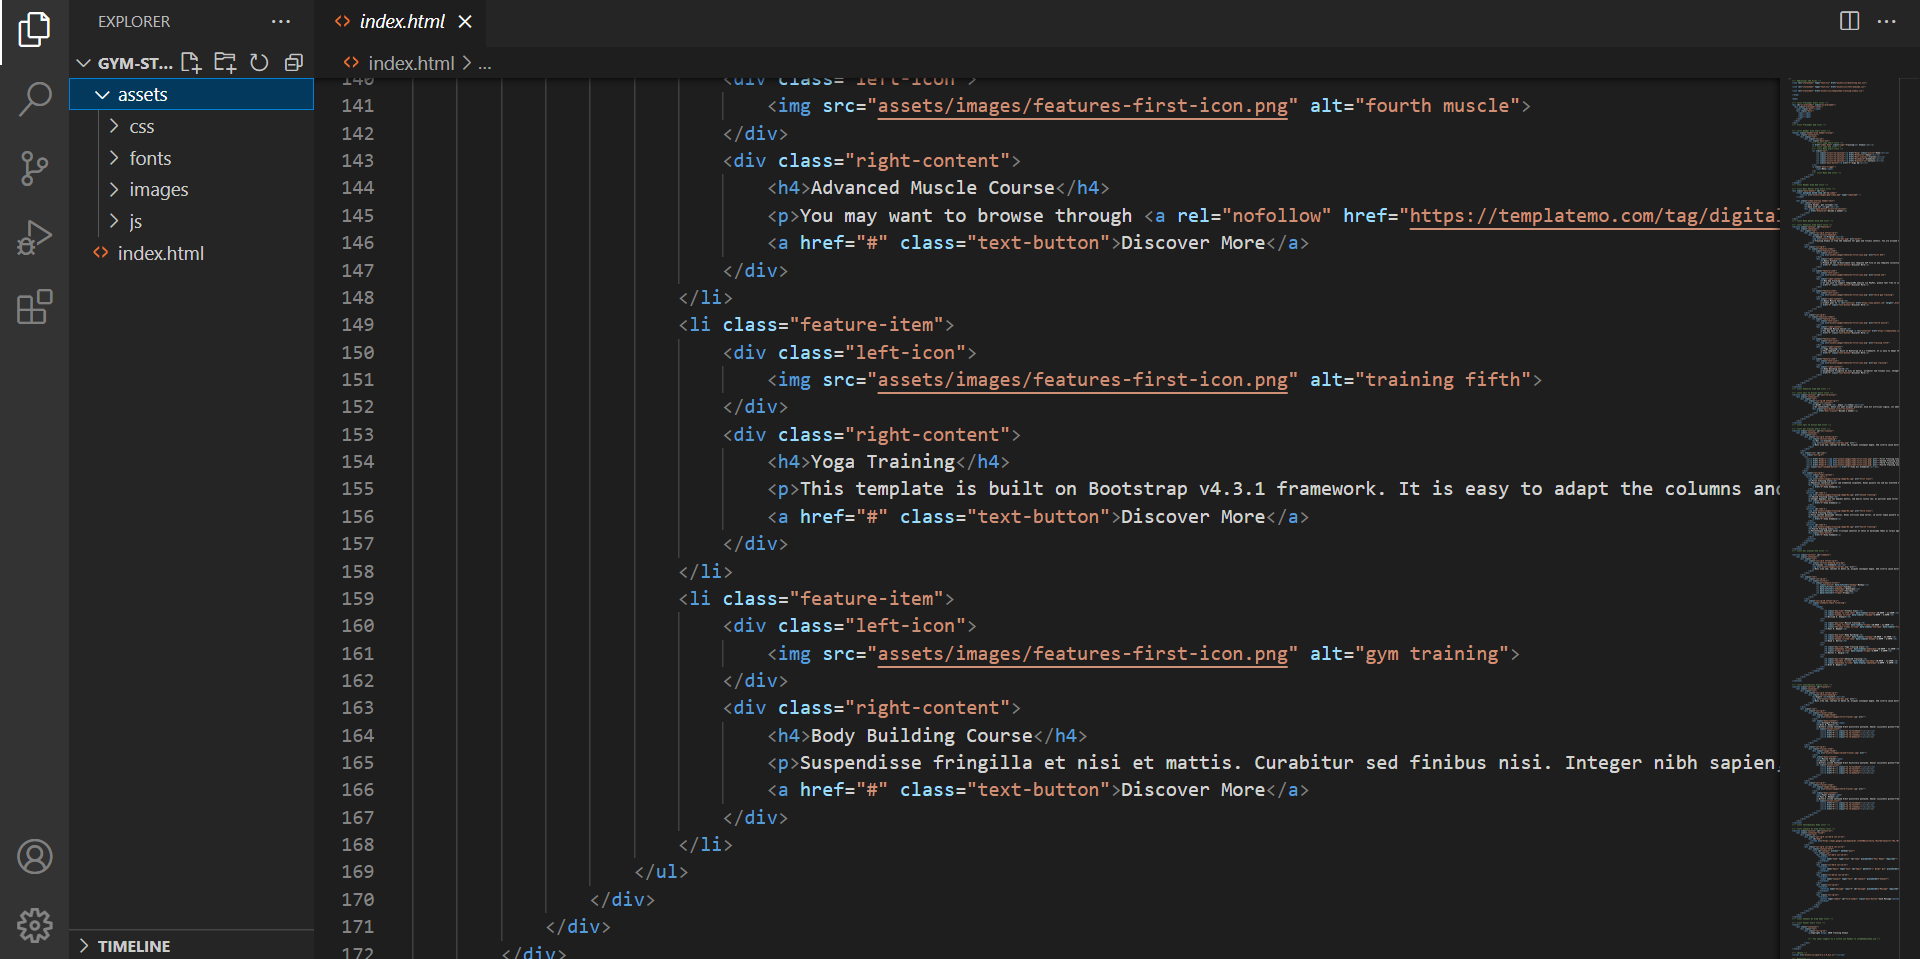 EXPLORER
GYM-ST...
assets
css
fonts
images
js
index.html
TIMELINE
index.html
index.html > ...
140 <div class="left-icon">
141 <img src="assets/images/features-first-icon.png" alt="fourth muscle">
142 </div>
143 <div class="right-content">
144 <h4>Advanced Muscle Course</h4>
145 <p>You may want to browse through <a rel="nofollow" href="https://templatemo.com/tag/digital
146 <a href="#" class="text-button">Discover More</a>
147 </div>
148 </li>
149 <li class="feature-item">
150 <div class="left-icon">
151 <img src="assets/images/features-first-icon.png" alt="training fifth">
152 </div>
153 <div class="right-content">
154 <h4>Yoga Training</h4>
155 <p>This template is built on Bootstrap v4.3.1 framework. It is easy to adapt the columns and
156 <a href="#" class="text-button">Discover More</a>
157 </div>
158 </li>
159 <li class="feature-item">
160 <div class="left-icon">
161 <img src="assets/images/features-first-icon.png" alt="gym training">
162 </div>
163 <div class="right-content">
164 <h4>Body Building Course</h4>
165 <p>Suspendisse fringilla et nisi et mattis. Curabitur sed finibus nisi. Integer nibh sapien,
166 <a href="#" class="text-button">Discover More</a>
167 </div>
168 </li>
169 </ul>
170 </div>
171 </div>
172 </div>